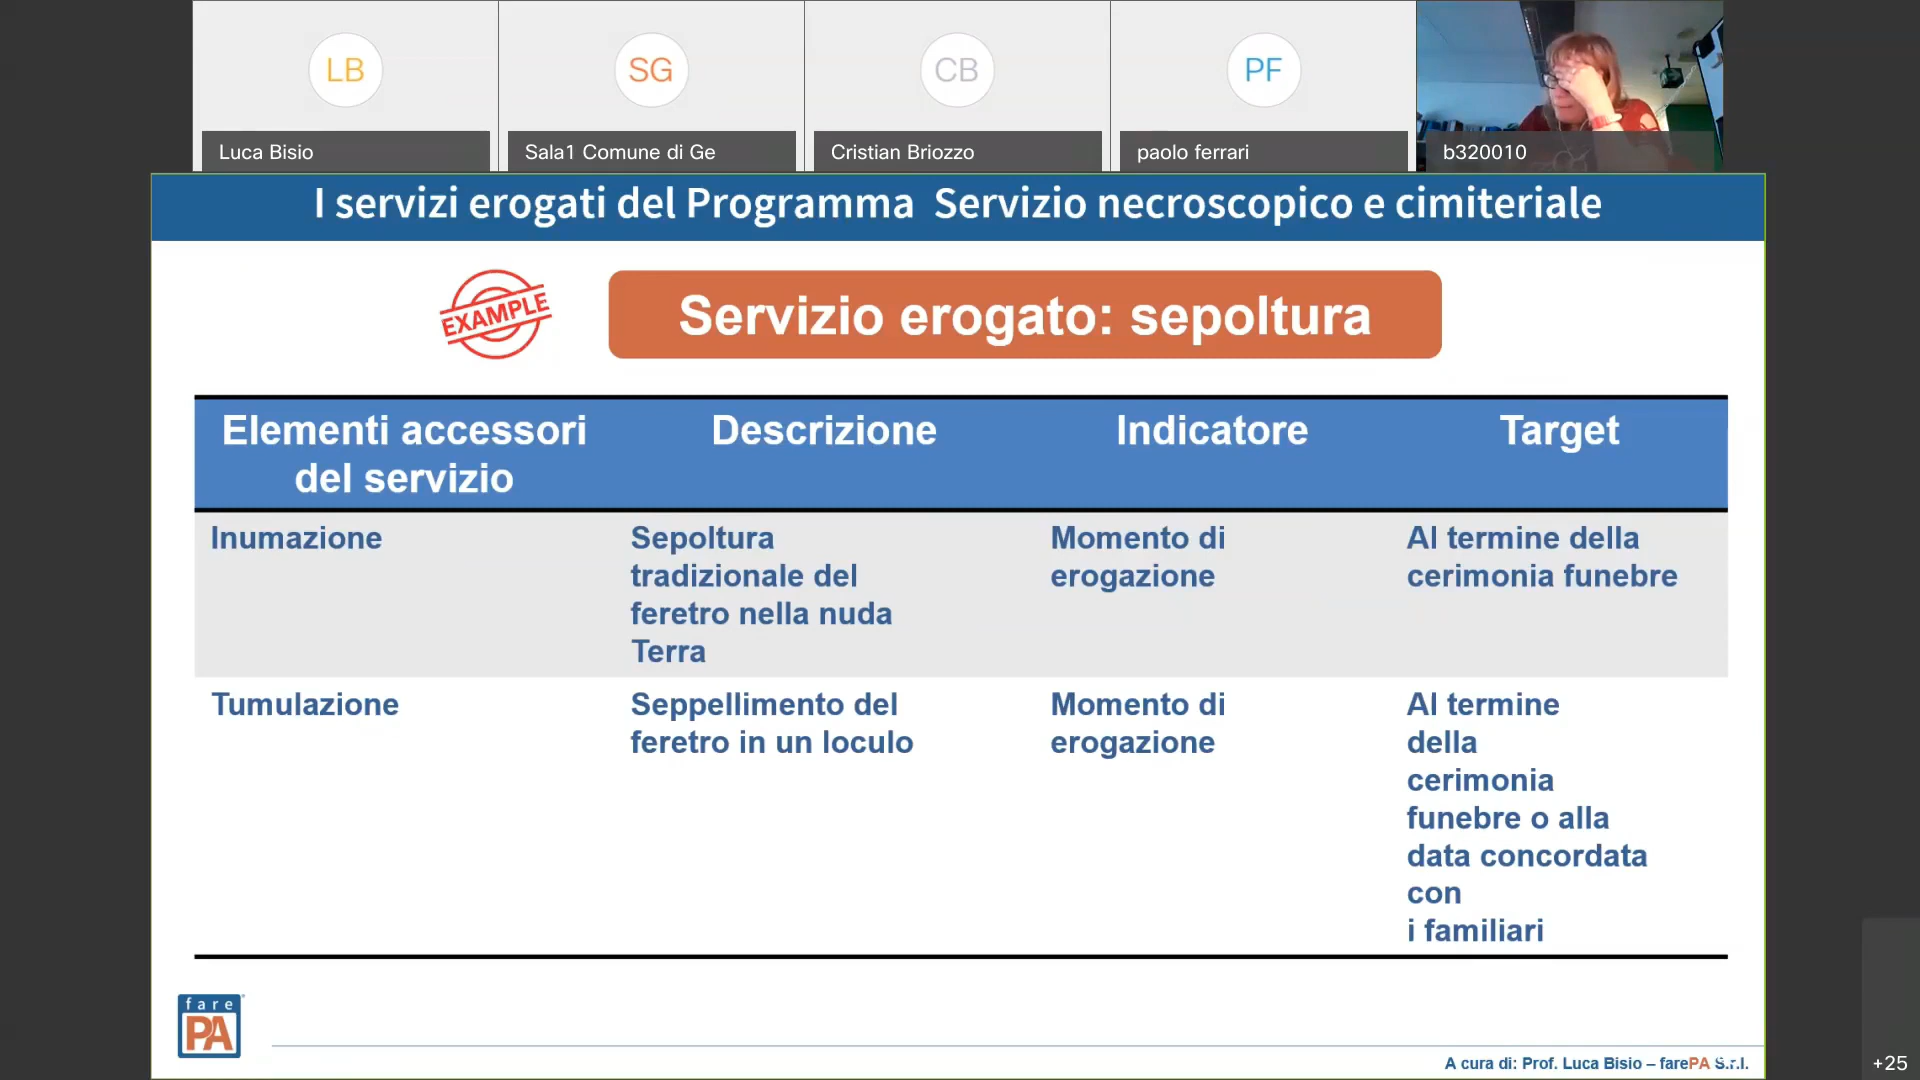 LB
SG
CB
PF
Luca Bisio
Sala1 Comune di Ge
Cristian Briozzo
paolo ferrari
b320010
I servizi erogati del Programma Servizio necroscopico e cimiteriale
EXAMPLE
Servizio erogato: sepoltura
Elementi accessori
del servizio
Descrizione
Indicatore
Target
Inumazione
Sepoltura
tradizionale del
feretro nella nuda
Terra
Momento di
erogazione
Al termine della
cerimonia funebre
Tumulazione
Seppellimento del
feretro in un loculo
Momento di
erogazione
Al termine
della
cerimonia
funebre o alla
data concordata
con
i familiari
fare
PA
A cura di: Prof. Luca Bisio – farePA S.r.l.
+25